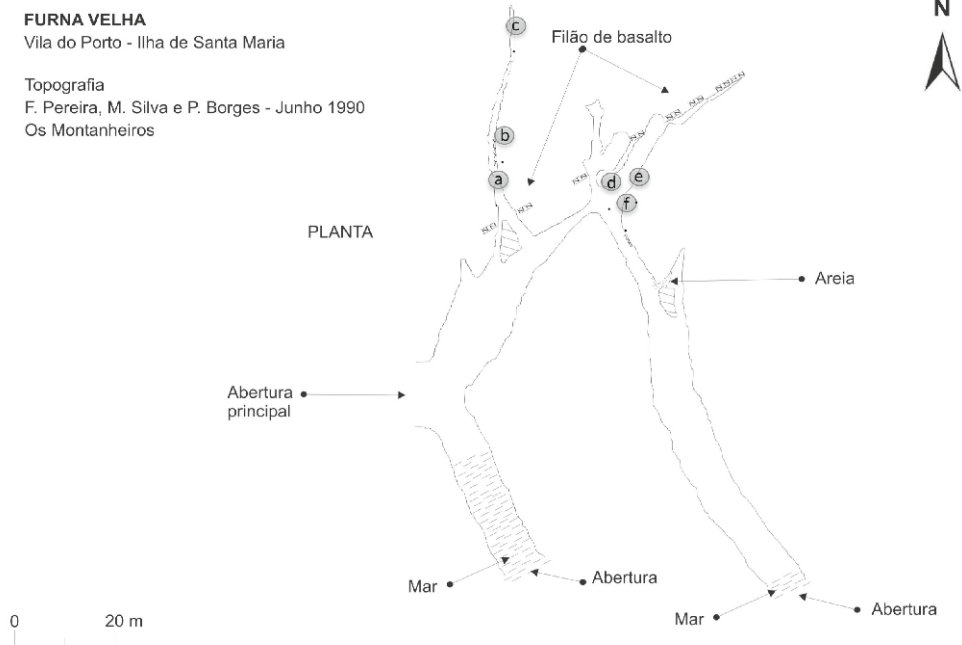 FURNA VELHA
Vila do Porto - Ilha de Santa Maria
Topografia
F. Pereira, M. Silva e P. Borges - Junho 1990
Os Montanheiros
N
c
Filão de basalto
b
a
d
e
f
PLANTA
Areia
Abertura
principal
Mar
Abertura
Mar
Abertura
0 20 m